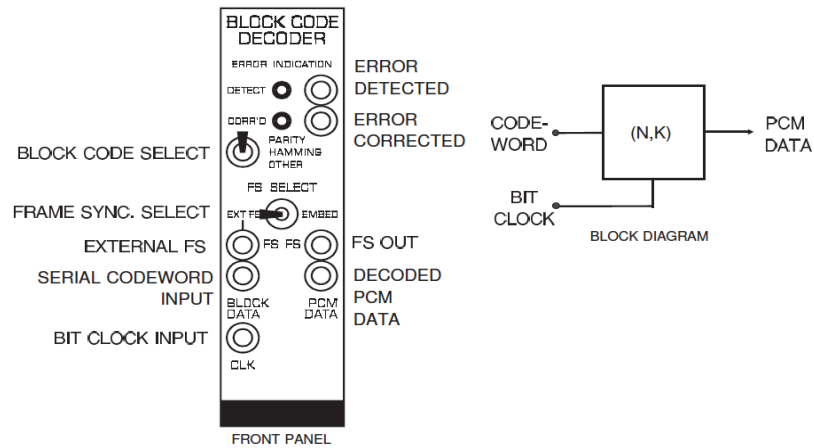 BLOCK CODE
DECODER
ERROR INDICATION
DETECT
ERROR
DETECTED
CORR'D
ERROR
CORRECTED
BLOCK CODE SELECT
PARITY
HAMMING
OTHER
FS SELECT
FRAME SYNC. SELECT
EXT FS
EMBED
EXTERNAL FS
FS FS
FS OUT
SERIAL CODEWORD
INPUT
BLOCK
DATA
PCM
DATA
DECODED
PCM
DATA
BIT CLOCK INPUT
CLK
FRONT PANEL
CODE-
WORD
(N,K)
PCM
DATA
BIT
CLOCK
BLOCK DIAGRAM